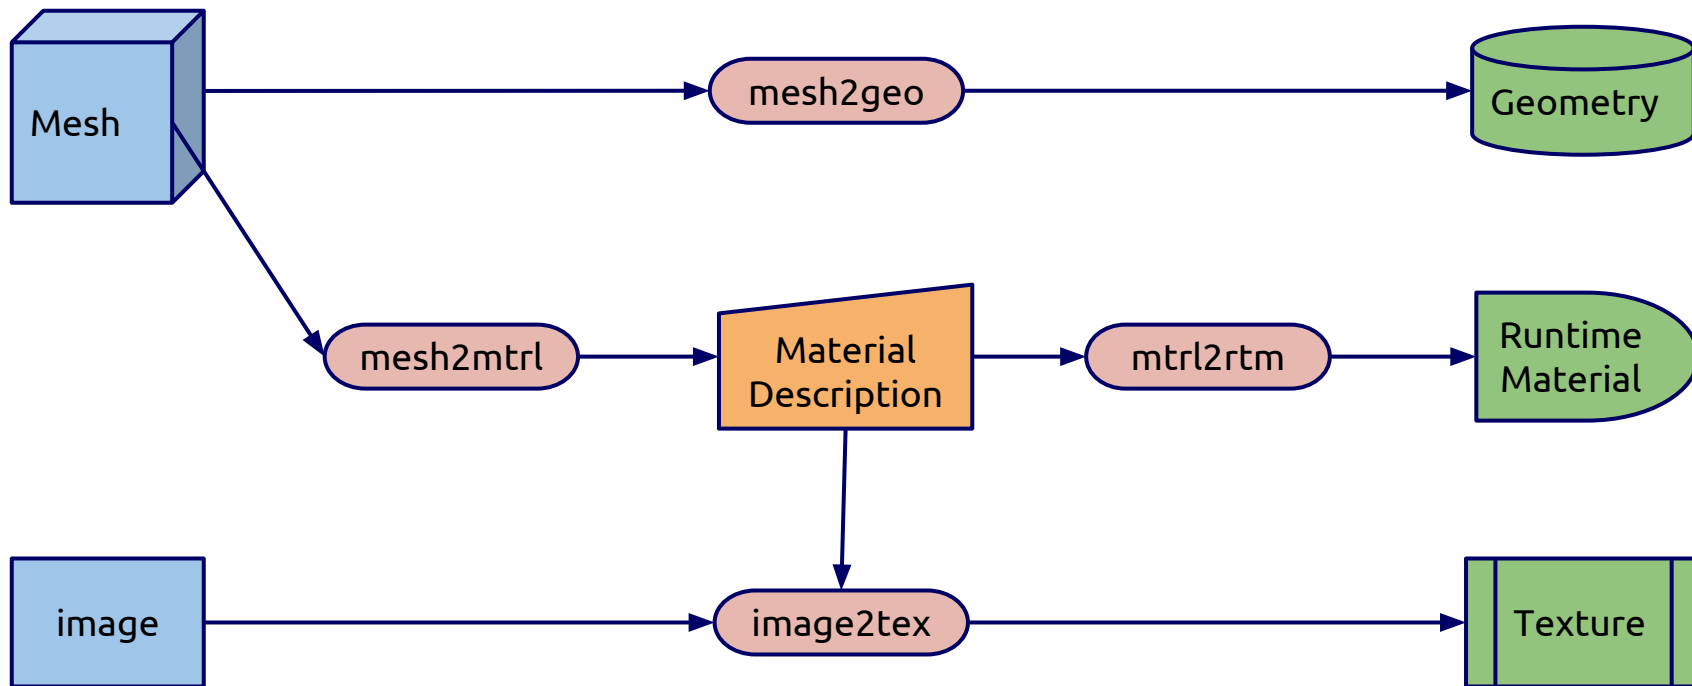 Mesh
mesh2geo
Geometry
mesh2mtrl
Material
Description
mtrl2rtm
Runtime
Material
image
image2tex
Texture